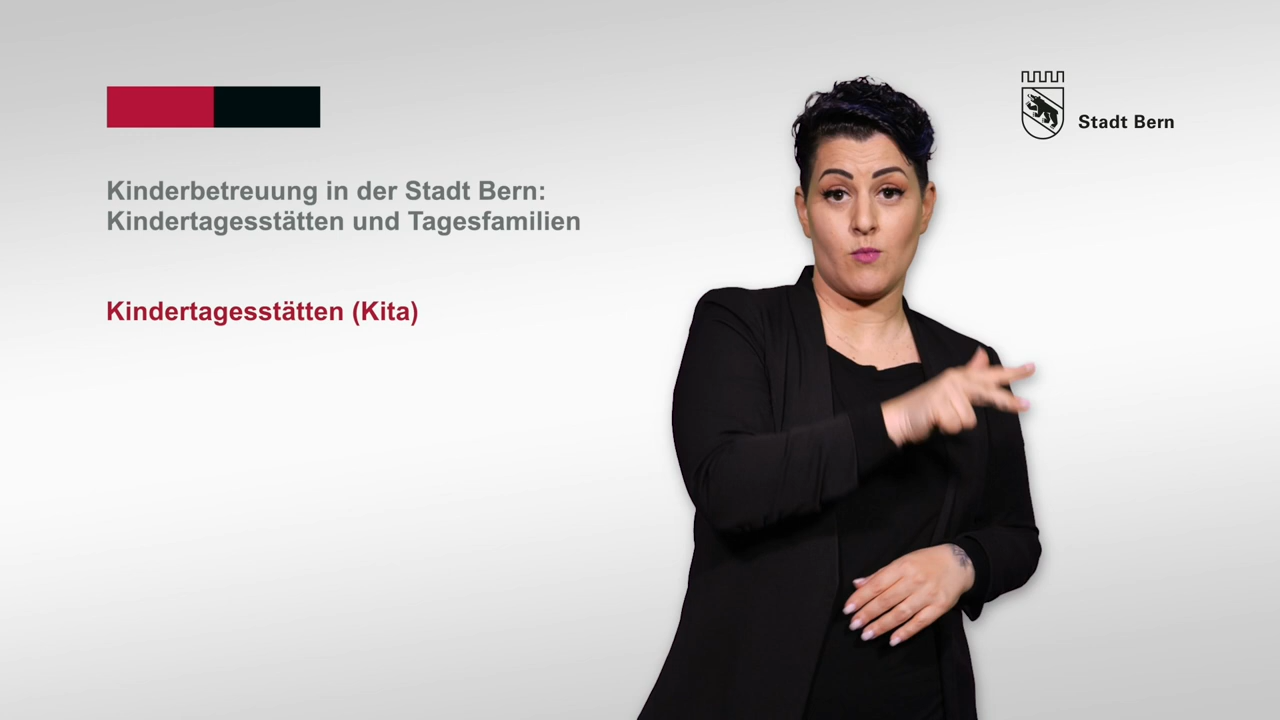 Stadt Bern
Kinderbetreuung in der Stadt Bern:
Kindertagesstätten und Tagesfamilien
Kindertagesstätten (Kita)